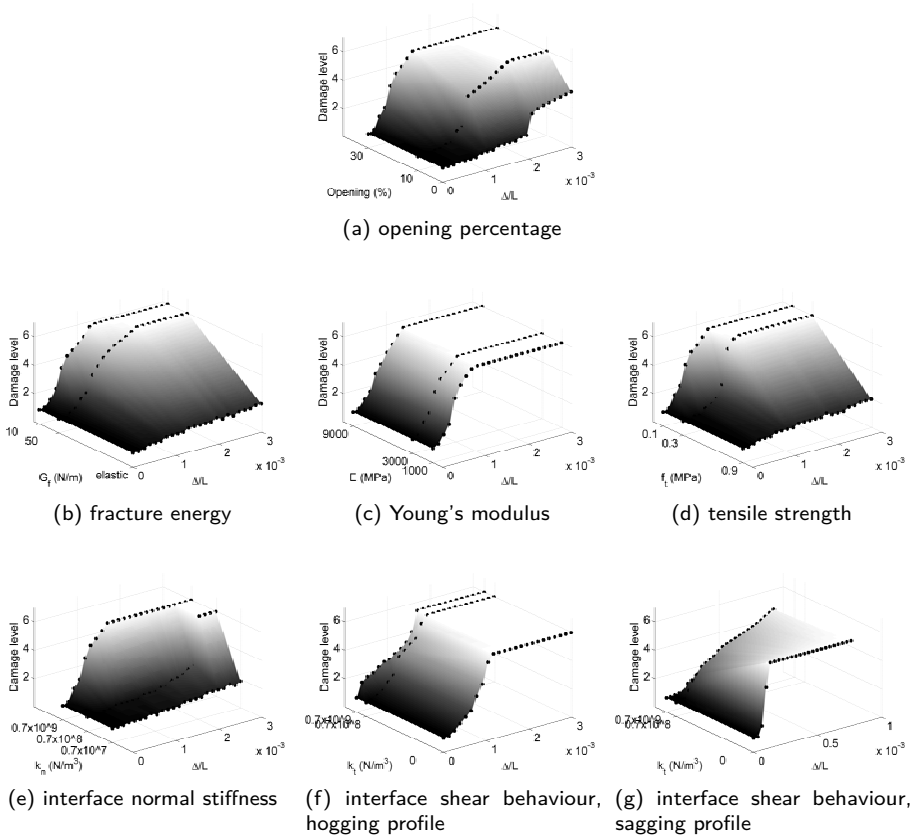 Damage level
6
4
2
30
10
0
Opening (%)
0
1
2
3
x 10⁻³
Δ/L
(a) opening percentage
Damage level
6
4
2
10
50
elastic
G_f (N/m)
0
1
2
3
x 10⁻³
Δ/L
(b) fracture energy
Damage level
6
4
2
9000
3000
1000
(MPa)
0
1
2
3
x 10⁻³
Δ/L
(c) Young's modulus
Damage level
6
4
2
0.1
0.3
0.9
f_t (MPa)
0
1
2
3
x 10⁻³
Δ/L
(d) tensile strength
Damage level
6
4
2
0.7x10^9
0.7x10^8
0.7x10^7
k_n (N/m³)
0
1
2
3
x 10⁻³
Δ/L
(e) interface normal stiffness
Damage level
6
4
2
0.7x10^9
0.7x10^8
0
k_t (N/m³)
0
1
2
3
x 10⁻³
Δ/L
(f) interface shear behaviour,
hogging profile
Damage level
6
4
2
0.7x10^9
0.7x10^8
0
k_t (N/m³)
0
0.5
1
x 10⁻³
Δ/L
(g) interface shear behaviour,
sagging profile